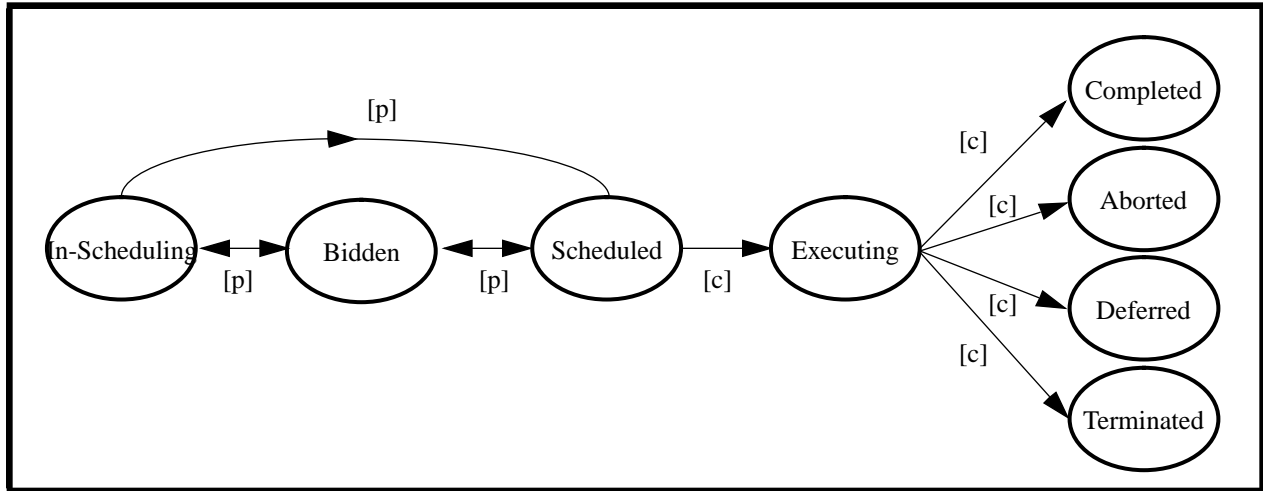 [p]
In-Scheduling
[p]
Bidden
[p]
Scheduled
[c]
Executing
[c]
Completed
[c]
Aborted
[c]
Deferred
[c]
Terminated